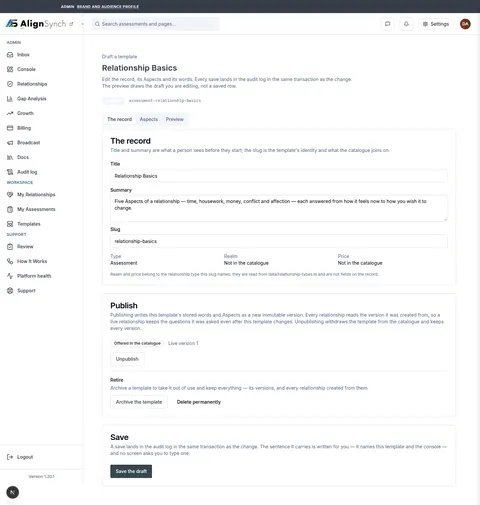 ADMIN BRAND AND AUDIENCE PROFILE
AlignSynch
Search assessments and pages...
Settings
DA
ADMIN
Inbox
Console
Relationships
Gap Analysis
Growth
Billing
Broadcast
Docs
Audit log
WORKSPACE
My Relationships
My Assessments
Templates
SUPPORT
Review
How It Works
Platform health
Support
Logout
Version 1.20.1
N
Draft a template
Relationship Basics
Edit the record, its Aspects and its words. Every save lands in the audit log in the same transaction as the change.
The preview draws the draft you are editing, not a saved row.
assessment-relationship-basics
The record Aspects Preview
The record
Title and summary are what a person sees before they start; the slug is the template's identity and what the catalogue joins on.
Title
Relationship Basics
Summary
Five Aspects of a relationship — time, housework, money, conflict and affection — each answered from how it feels now to how you wish it to
change.
Slug
relationship-basics
Type Realm Price
Assessment Not in the catalogue Not in the catalogue
Realm and price belong to the relationship type this slug names; they are read from data/relationship-types.ts and are not fields on the record.
Publish
Publishing writes this template's stored words and Aspects as a new immutable version. Every relationship reads the version it was created from, so a
live relationship keeps the questions it was asked even after this template changes. Unpublishing withdraws the template from the catalogue and keeps
every version.
Offered in the catalogue Live version 1
Unpublish
Retire
Archive a template to take it out of use and keep everything — its versions, and every relationship created from them.
Archive the template Delete permanently
Save
A save lands in the audit log in the same transaction as the change. The sentence it carries is written for you — it names this template and the console —
and no screen asks you to type one.
Save the draft